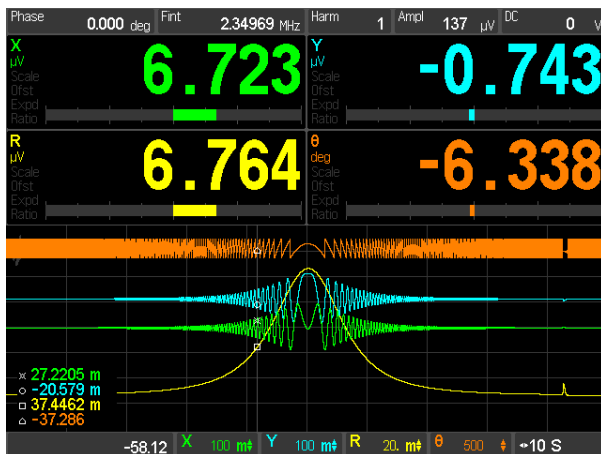 Phase 0.000 deg Fint 2.34969 MHz Harm 1 Ampl 137 µV DC 0 V
X Y
µV 6.723 µV -0.743
Scale Scale
Ofst Ofst
Expd Expd
Ratio Ratio
R θ
µV 6.764 deg -6.338
Scale Scale
Ofst Ofst
Expd Expd
Ratio Ratio
27.2205 m
-20.579 m
37.4462 m
-37.286
-58.12 X 100 m Y 100 m R 20. m θ 500 10 S